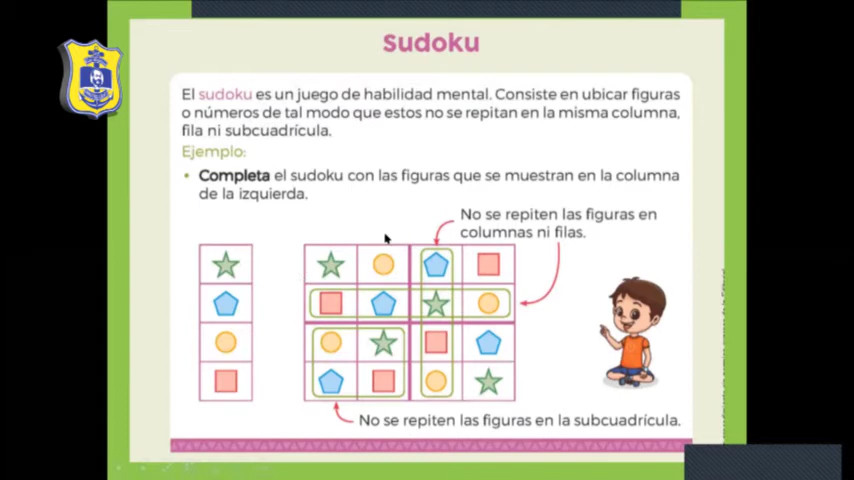 Sudoku
El sudoku es un juego de habilidad mental. Consiste en ubicar figuras
o números de tal modo que estos no se repitan en la misma columna,
fila ni subcuadrícula.
Ejemplo:
• Completa el sudoku con las figuras que se muestran en la columna
de la izquierda.
No se repiten las figuras en
columnas ni filas.
No se repiten las figuras en la subcuadrícula.